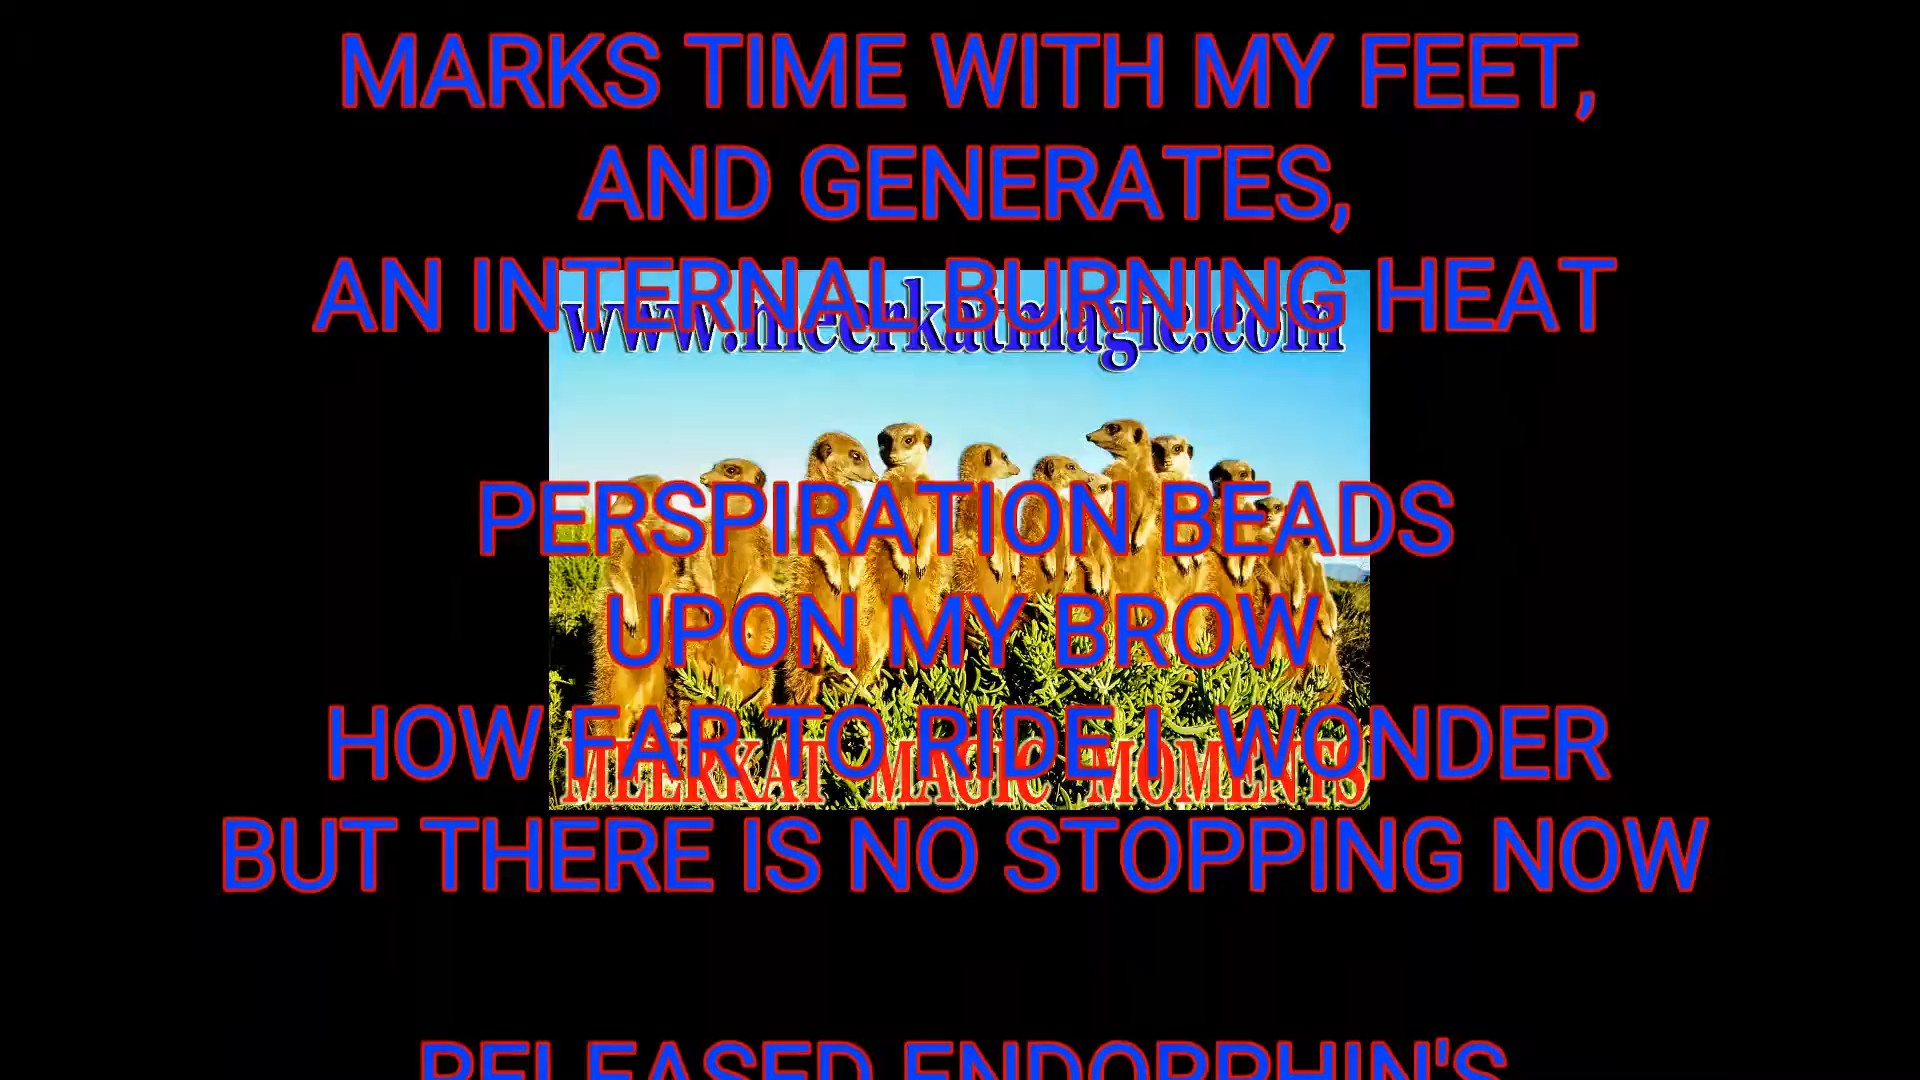 MARKS TIME WITH MY FEET,
AND GENERATES,
AN INTERNAL BURNING HEAT
www.meerkatmagic.com
PERSPIRATION BEADS
UPON MY BROW
HOW FAR TO RIDE I WONDER
MEERKAT MAGIC MOMENTS
BUT THERE IS NO STOPPING NOW
RELEASED ENDORPHIN'S